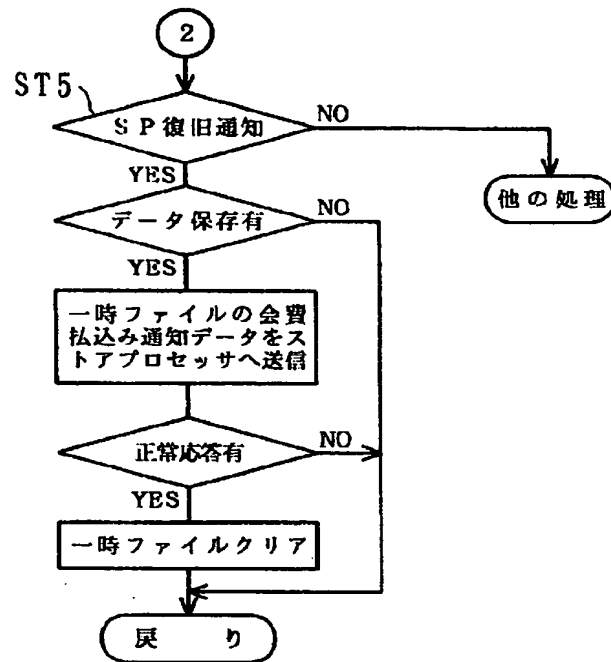 2
ST5
SP復旧通知
NO
YES
他の処理
データ保存有
NO
YES
一時ファイルの会費
払込み通知データをス
トアプロセッサへ送信
正常応答有
NO
YES
一時ファイルクリア
戻り